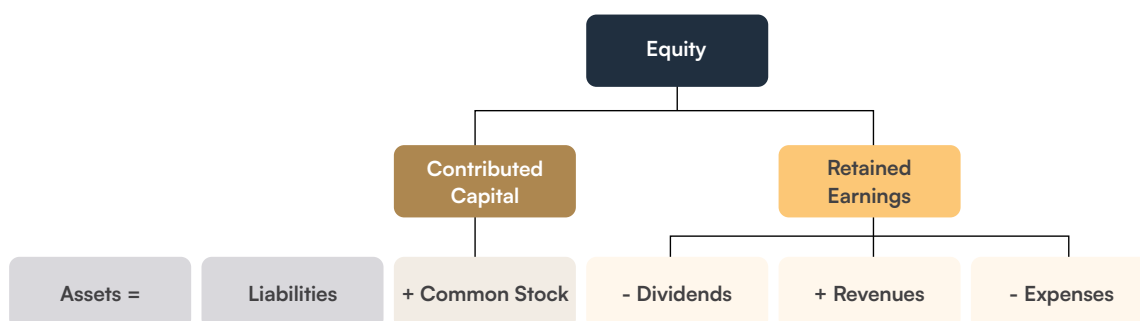 Equity
Contributed
Capital
Retained
Earnings
Assets =
Liabilities
+ Common Stock
- Dividends
+ Revenues
- Expenses